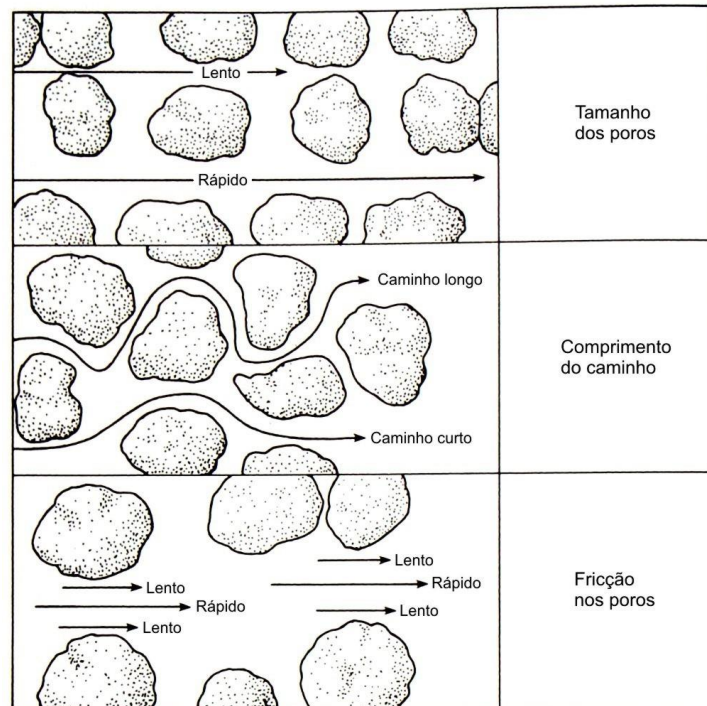 Lento
Tamanho
dos poros
Rápido
Caminho longo
Comprimento
do caminho
Caminho curto
Lento
Rápido
Lento
Lento
Rápido
Lento
Fricção
nos poros